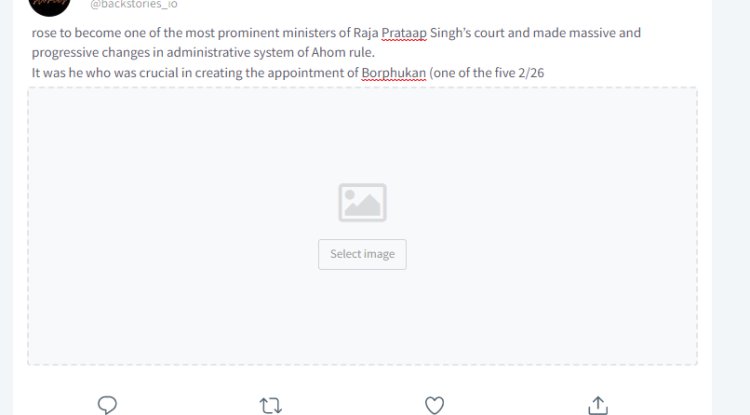 @backstories_io
rose to become one of the most prominent ministers of Raja Prataap Singh’s court and made massive and
progressive changes in administrative system of Ahom rule.
It was he who was crucial in creating the appointment of Borphukan (one of the five 2/26
Select image